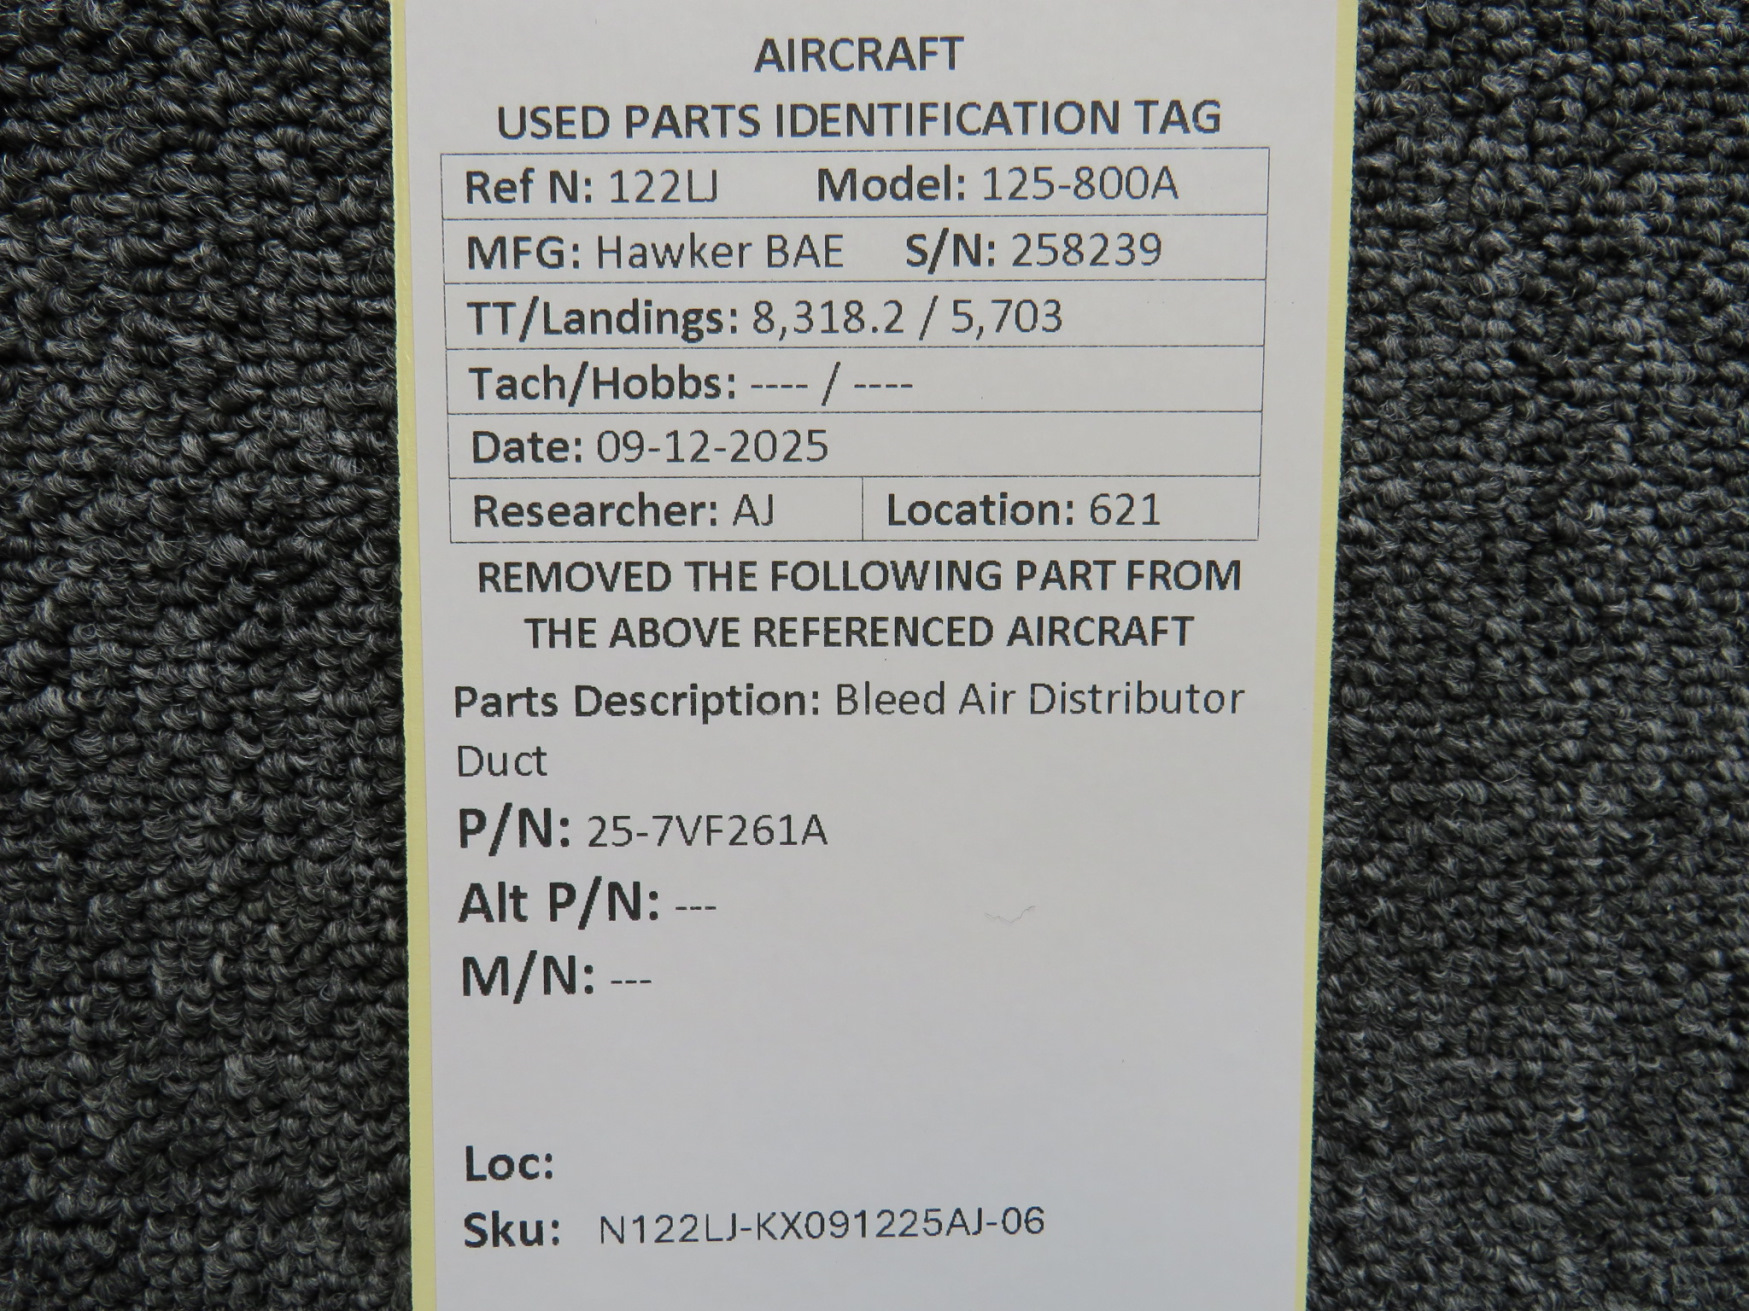 AIRCRAFT
USED PARTS IDENTIFICATION TAG
Ref N: 122LJ Model: 125-800A
MFG: Hawker BAE S/N: 258239
TT/Landings: 8,318.2 / 5,703
Tach/Hobbs: ---- / ----
Date: 09-12-2025
Researcher: AJ Location: 621
REMOVED THE FOLLOWING PART FROM
THE ABOVE REFERENCED AIRCRAFT
Parts Description: Bleed Air Distributor
Duct
P/N: 25-7VF261A
Alt P/N: ---
M/N: ---
Loc:
Sku: N122LJ-KX091225AJ-06